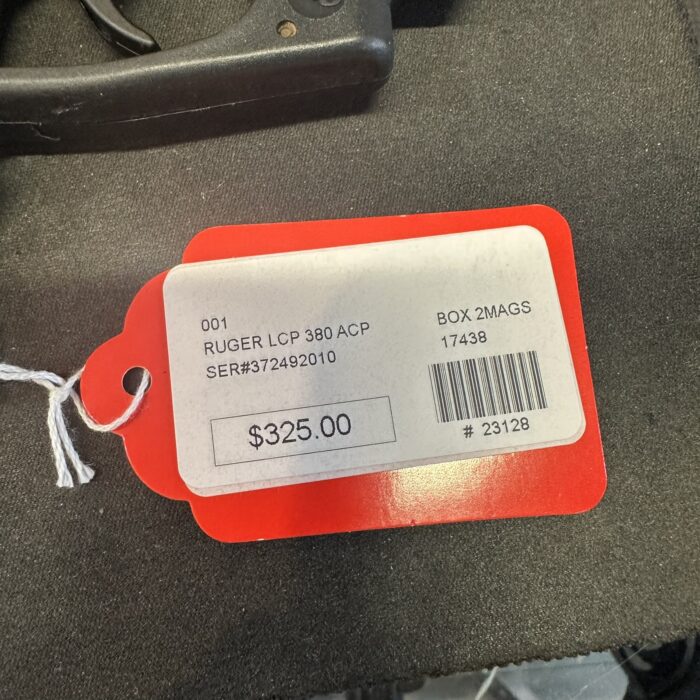 001
RUGER LCP 380 ACP
SER#372492010
$325.00
BOX 2MAGS
17438
# 23128